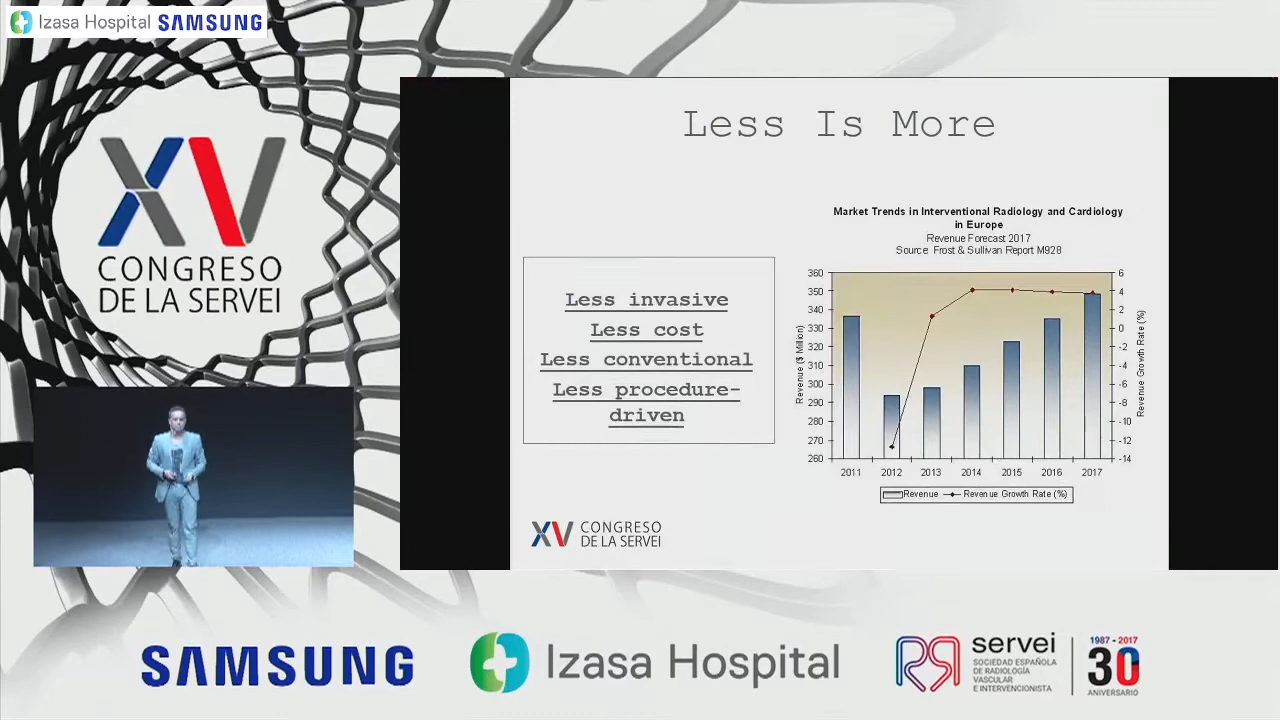 Izasa Hospital SAMSUNG
XV
CONGRESO
DE LA SERVEI
Less Is More
Less invasive
Less cost
Less conventional
Less procedure-
driven
Market Trends in Interventional Radiology and Cardiology
in Europe
Revenue Forecast 2017
Source Frost & Sullivan Report M928
Revenue ($ Million)
360
350
340
330
320
310
300
290
280
270
260
6
4
2
0
-2
-4
-6
-8
-10
-12
-14
Revenue Growth Rate (%)
2011 2012 2013 2014 2015 2016 2017
Revenue Revenue Growth Rate (%)
XV CONGRESO
DE LA SERVEI
SAMSUNG
Izasa Hospital
servei
SOCIEDAD ESPAÑOLA
DE RADIOLOGÍA
VASCULAR
E INTERVENCIONISTA
1987 - 2017
30
ANIVERSARIO